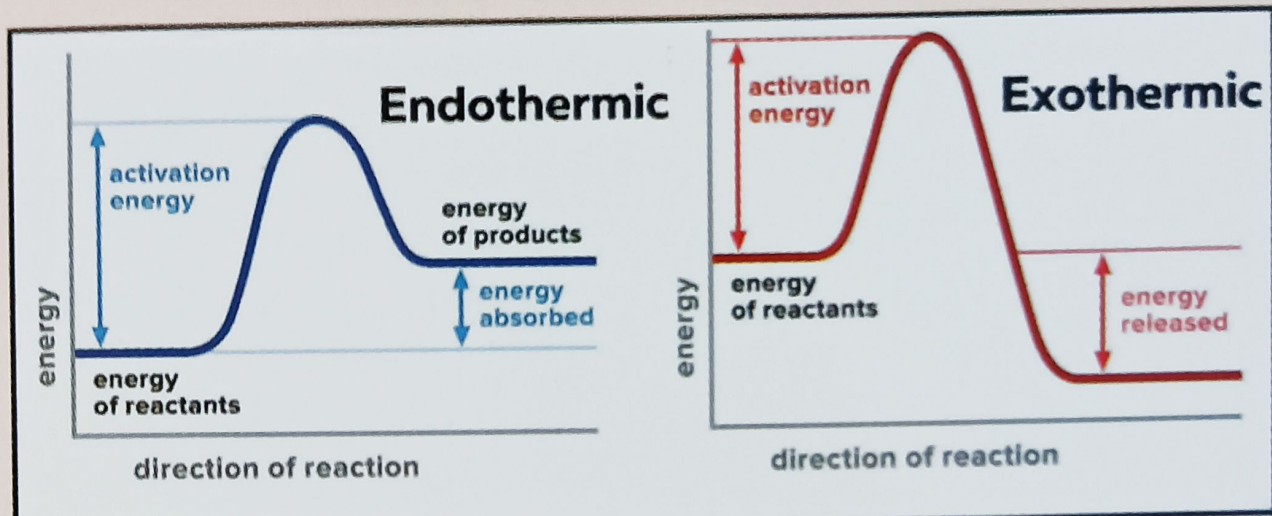 Endothermic
activation
energy
energy
of products
energy
absorbed
energy
energy
of reactants
direction of reaction
Exothermic
activation
energy
energy
of reactants
energy
released
energy
direction of reaction